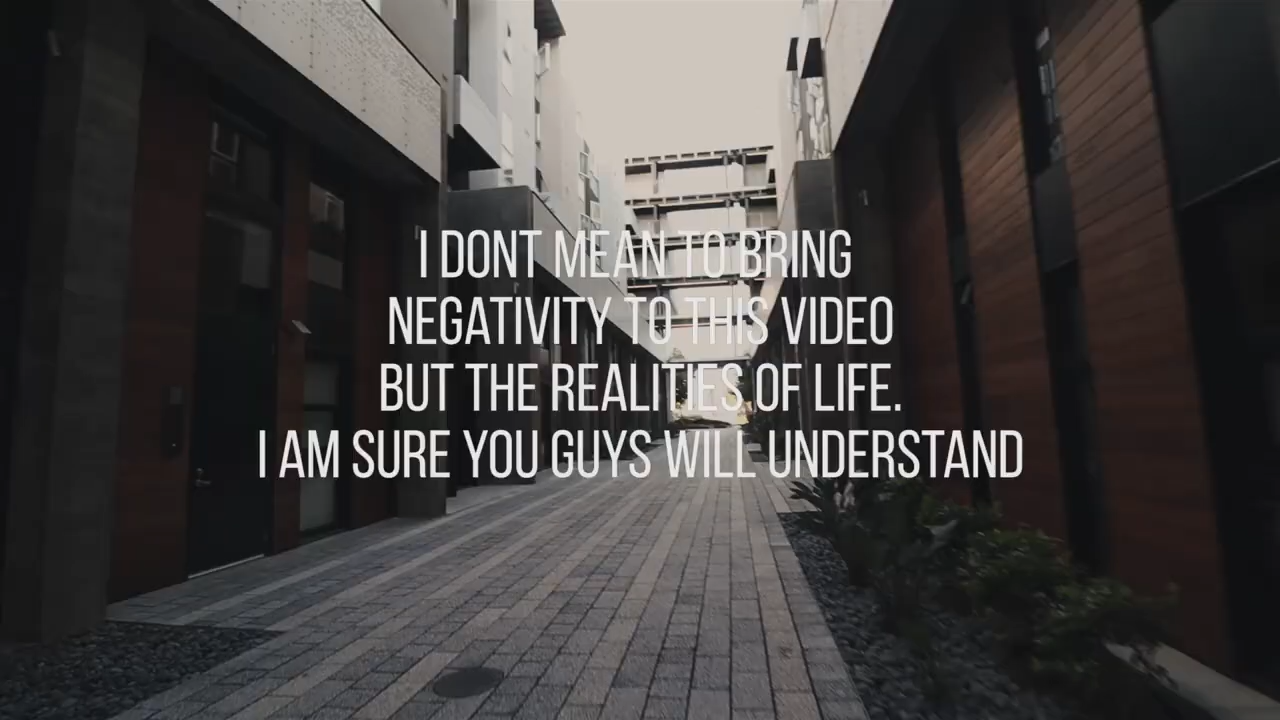 I DONT MEAN TO BRING
NEGATIVITY TO THIS VIDEO
BUT THE REALITIES OF LIFE.
I AM SURE YOU GUYS WILL UNDERSTAND